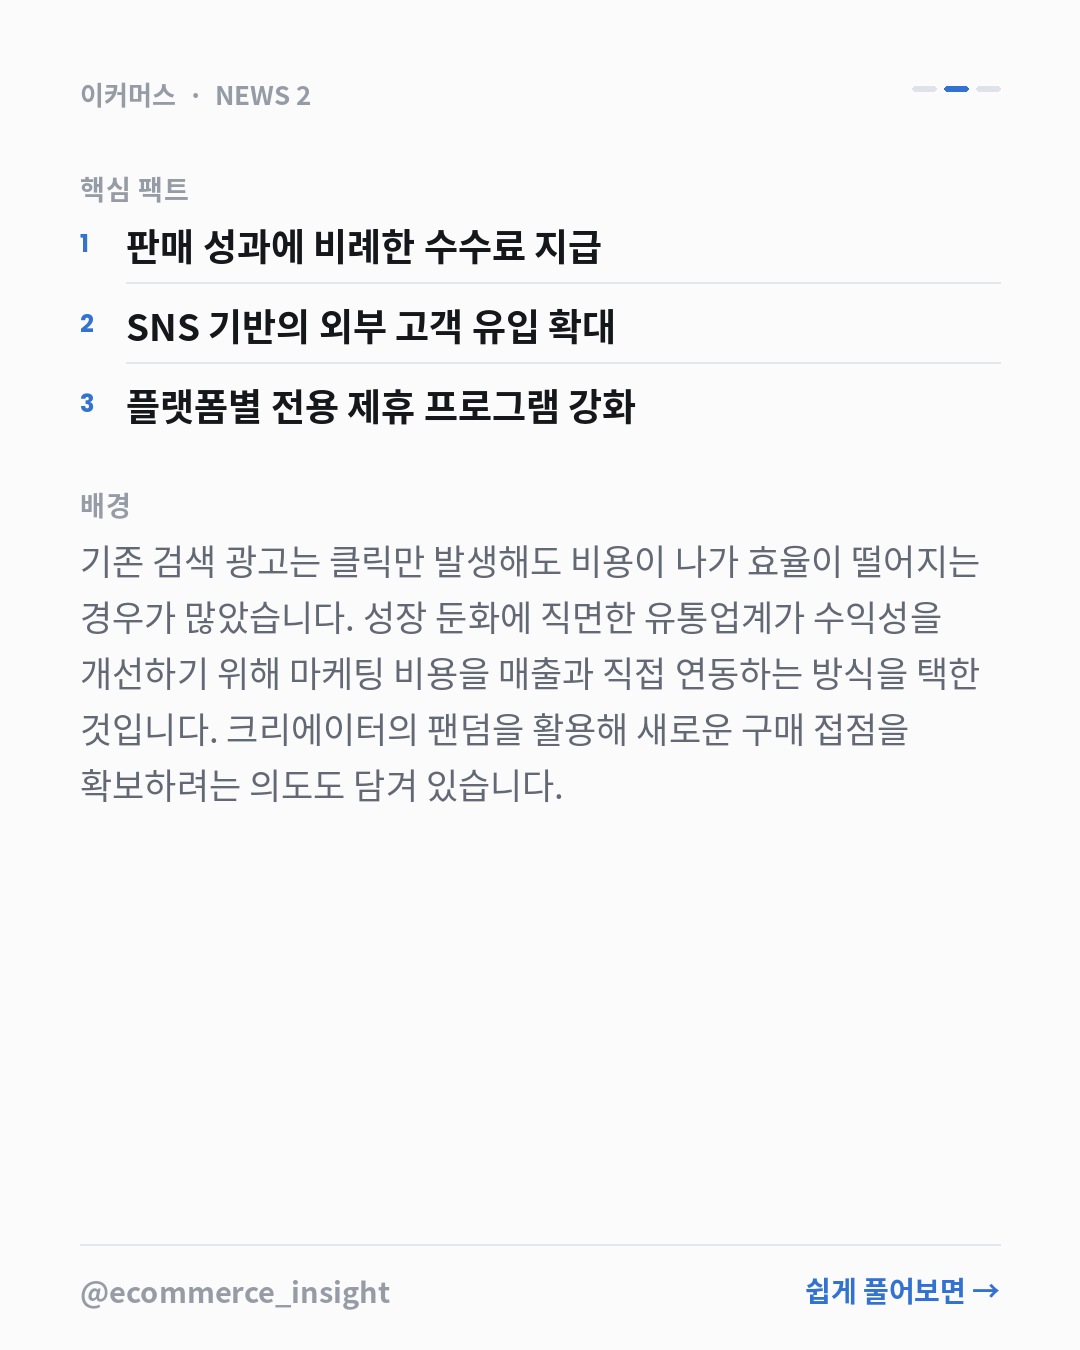 이커머스 · NEWS 2
핵심 팩트
1 판매 성과에 비례한 수수료 지급
2 SNS 기반의 외부 고객 유입 확대
3 플랫폼별 전용 제휴 프로그램 강화
배경
기존 검색 광고는 클릭만 발생해도 비용이 나가 효율이 떨어지는
경우가 많았습니다. 성장 둔화에 직면한 유통업계가 수익성을
개선하기 위해 마케팅 비용을 매출과 직접 연동하는 방식을 택한
것입니다. 크리에이터의 팬덤을 활용해 새로운 구매 접점을
확보하려는 의도도 담겨 있습니다.
@ecommerce_insight
쉽게 풀어보면 →